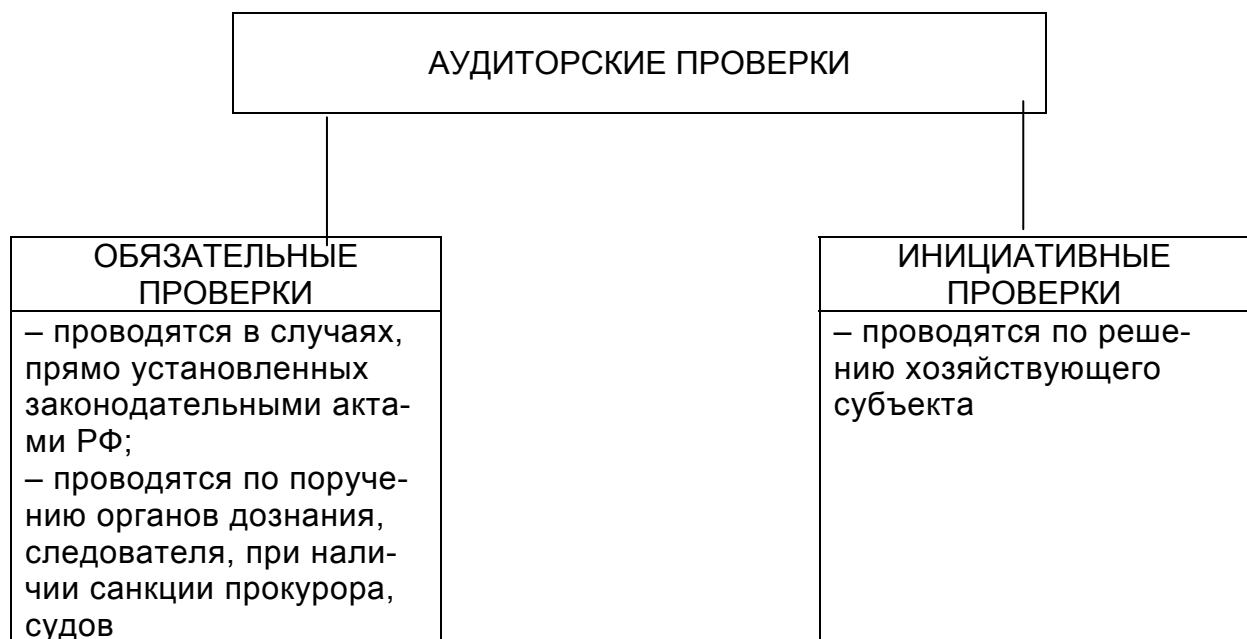 АУДИТОРСКИЕ ПРОВЕРКИ
ОБЯЗАТЕЛЬНЫЕ
ПРОВЕРКИ
– проводятся в случаях,
прямо установленных
законодательными акта-
ми РФ;
– проводятся по поруче-
нию органов дознания,
следователя, при нали-
чии санкции прокурора,
судов
ИНИЦИАТИВНЫЕ
ПРОВЕРКИ
– проводятся по реше-
нию хозяйствующего
субъекта